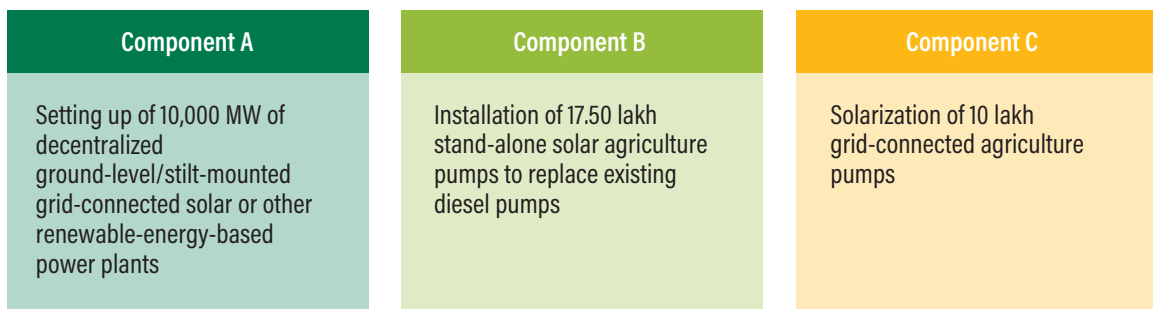 Component A
Setting up of 10,000 MW of
decentralized
ground-level/stilt-mounted
grid-connected solar or other
renewable-energy-based
power plants
Component B
Installation of 17.50 lakh
stand-alone solar agriculture
pumps to replace existing
diesel pumps
Component C
Solarization of 10 lakh
grid-connected agriculture
pumps